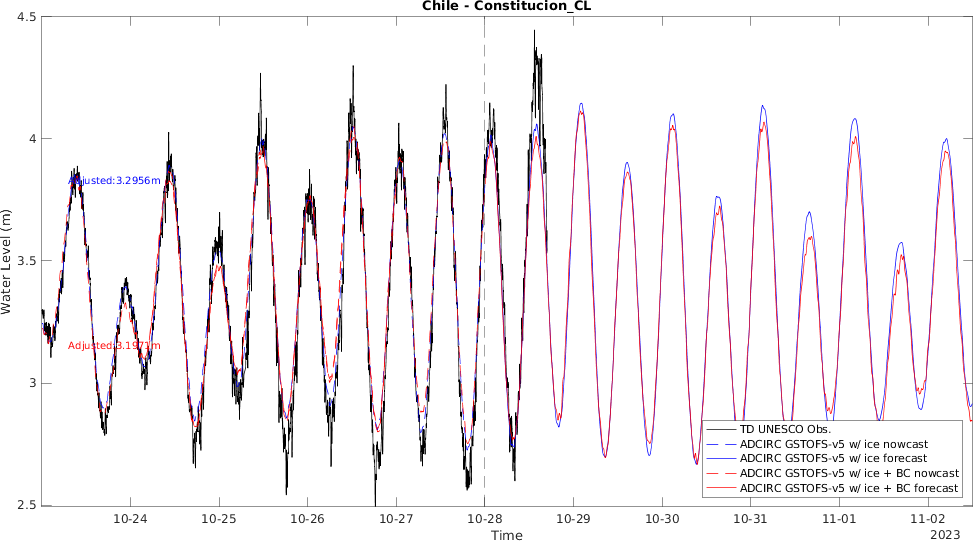 Chile - Constitucion_CL
4.5
4
3.5
3
2.5
Water Level (m)
Adjusted:3.2956m
Adjusted:3.1971m
TD UNESCO Obs.
ADCIRC GSTOFS-v5 w/ ice nowcast
ADCIRC GSTOFS-v5 w/ ice forecast
ADCIRC GSTOFS-v5 w/ ice + BC nowcast
ADCIRC GSTOFS-v5 w/ ice + BC forecast
10-24 10-25 10-26 10-27 10-28 10-29 10-30 10-31 11-01 11-02
2023
Time